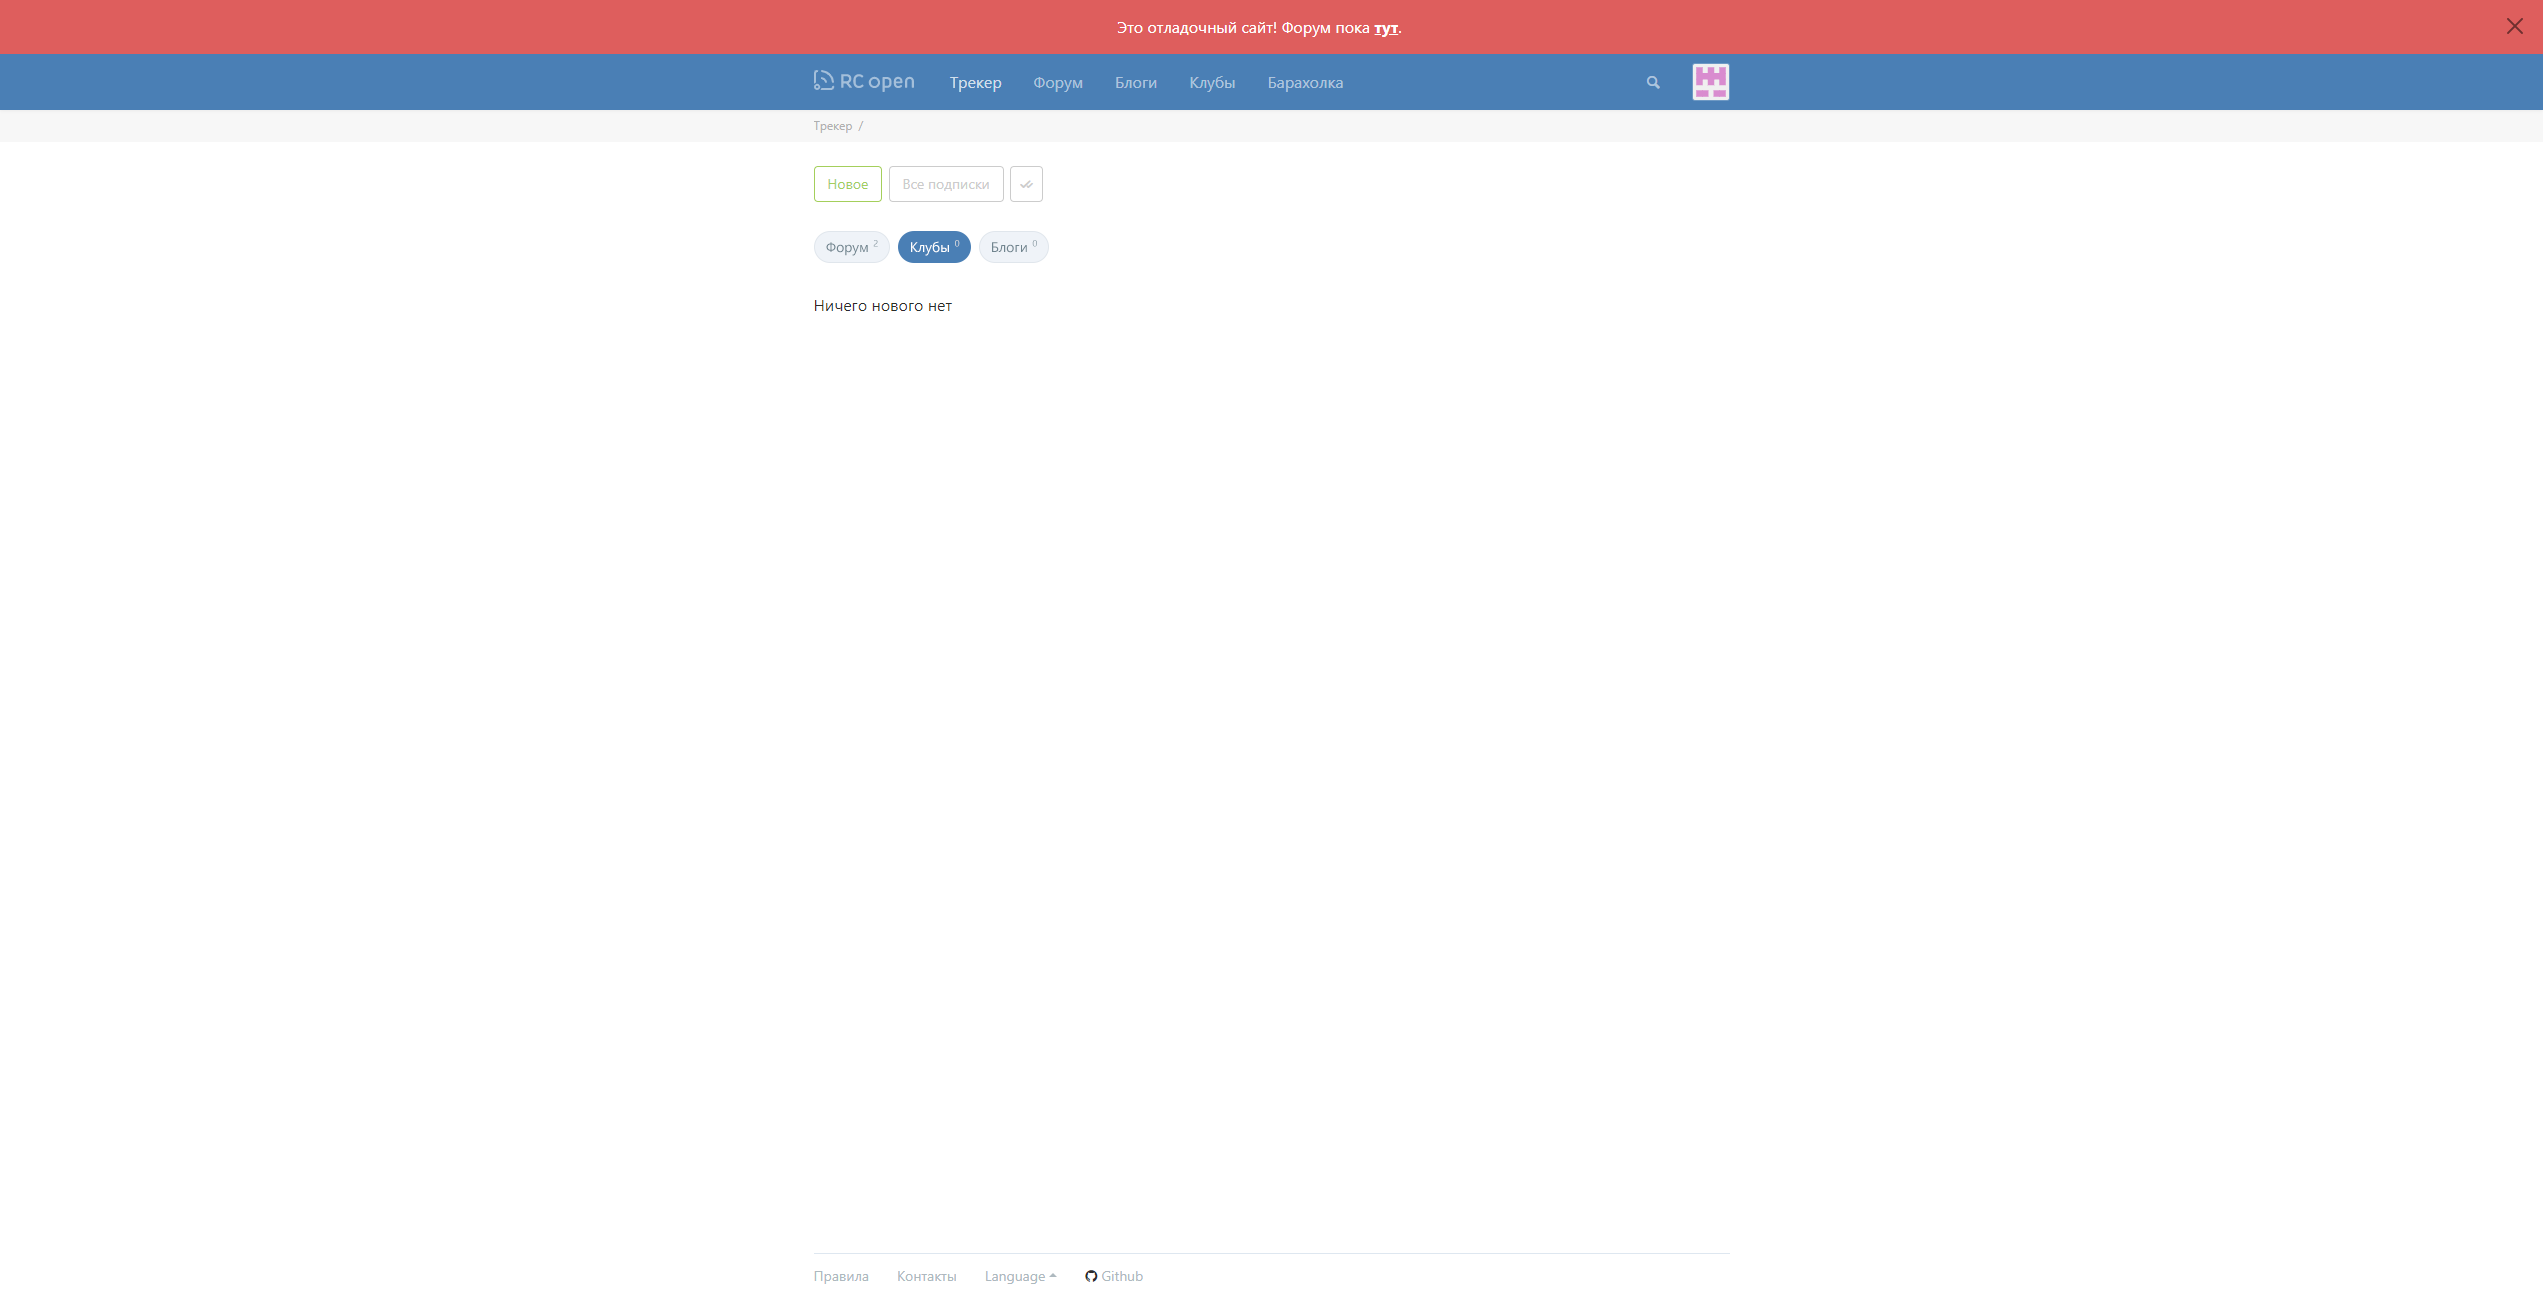 Это отладочный сайт! Форум пока тут.
RC open Трекер Форум Блоги Клубы Барахолка
Трекер /
Новое Все подписки
Форум 2 Клубы 0 Блоги 0
Ничего нового нет
Правила Контакты Language Github